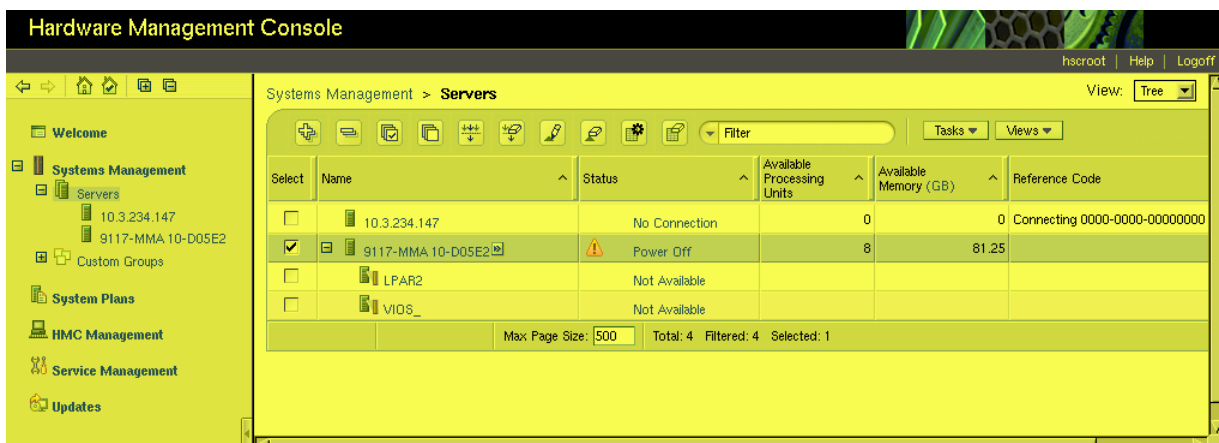 Hardware Management Console
hscroot | Help | Logoff
Systems Management > Servers
View: Tree
Welcome
Systems Management
Servers
10.3.234.147
9117-MMA 10-D05E2
Custom Groups
System Plans
HMC Management
Service Management
Updates
Filter
Tasks
Views
Select
Name
Status
Available Processing Units
Available Memory (GB)
Reference Code
10.3.234.147 No Connection 0 0 Connecting 0000-0000-00000000
9117-MMA 10-D05E2 Power Off 8 81.25
LPAR2 Not Available
VIOS_ Not Available
Max Page Size: 500 Total: 4 Filtered: 4 Selected: 1